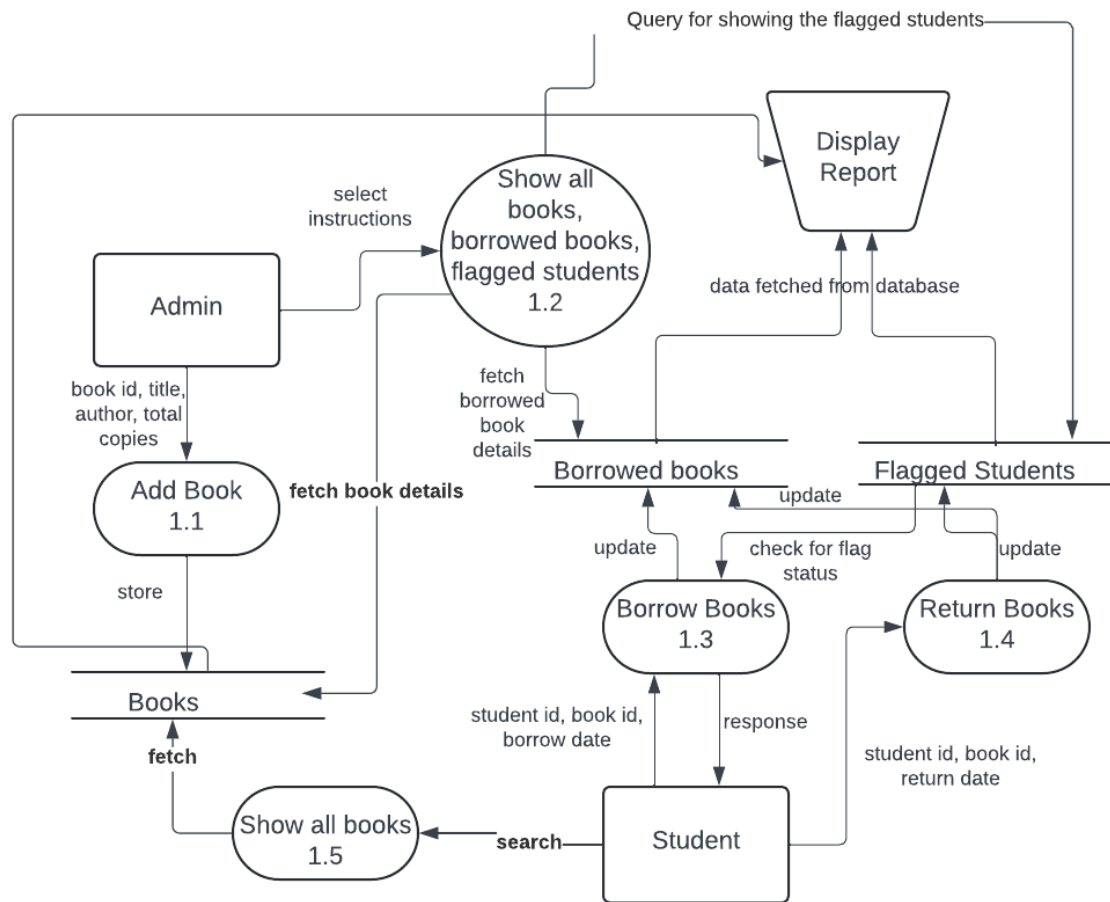 Query for showing the flagged students
Display
Report
Show all
books,
borrowed books,
flagged students
1.2
select
instructions
Admin
data fetched from database
book id, title,
author, total
copies
fetch
borrowed
book
details
Borrowed books
Flagged Students
Add Book
1.1
fetch book details
update
update
check for flag
status
update
store
Borrow Books
1.3
Return Books
1.4
Books
student id, book id,
borrow date
response
fetch
student id, book id,
return date
Show all books
1.5
search
Student